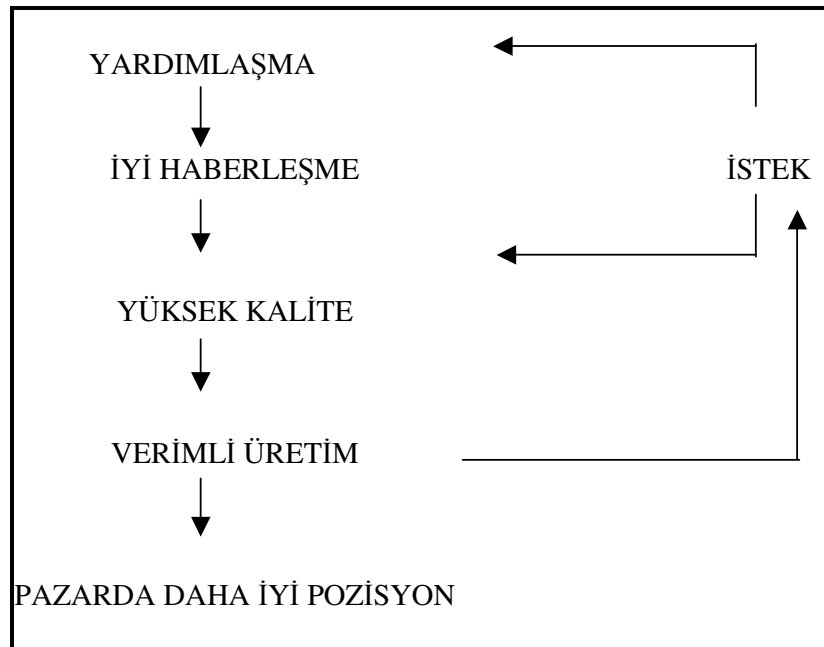 YARDIMLAŞMA
İYİ HABERLEŞME
İSTEK
YÜKSEK KALİTE
VERİMLİ ÜRETİM
PAZARDA DAHA İYİ POZİSYON